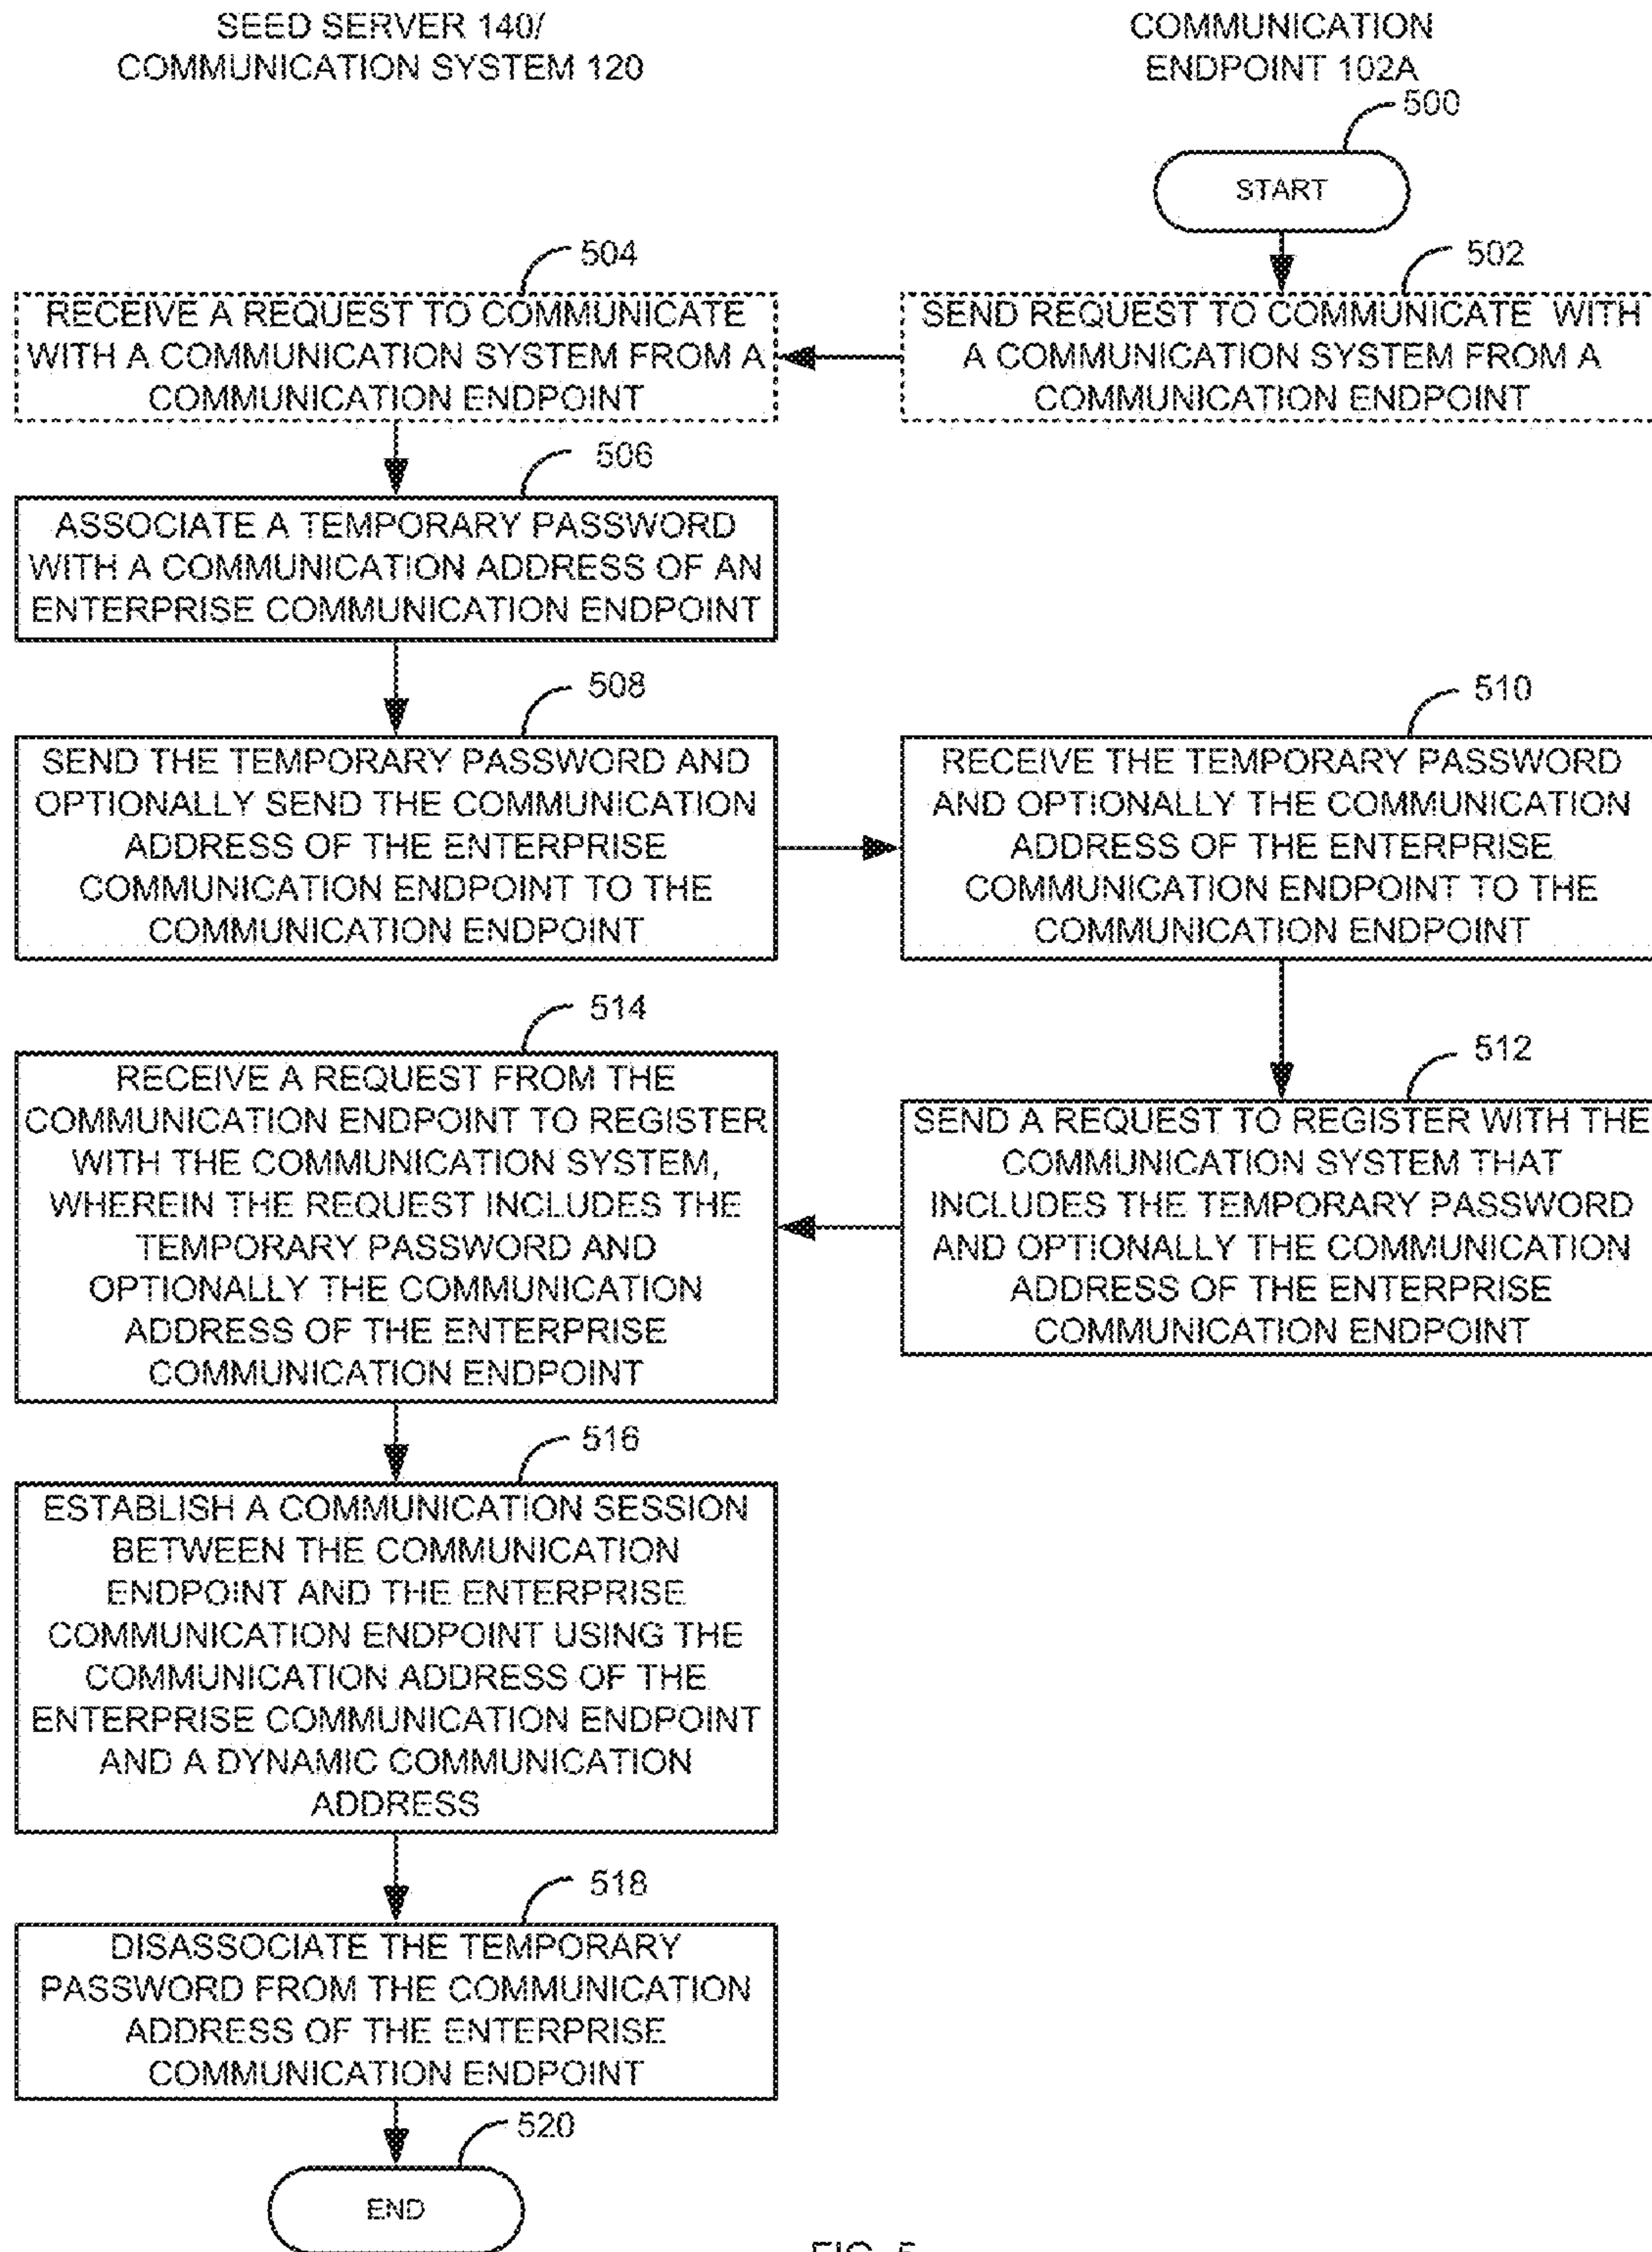 SEED SERVER 140/
COMMUNICATION SYSTEM 120
COMMUNICATION
ENDPOINT 102A
500
START
504
RECEIVE A REQUEST TO COMMUNICATE
WITH A COMMUNICATION SYSTEM FROM A
COMMUNICATION ENDPOINT
502
SEND REQUEST TO COMMUNICATE WITH
A COMMUNICATION SYSTEM FROM A
COMMUNICATION ENDPOINT
506
ASSOCIATE A TEMPORARY PASSWORD
WITH A COMMUNICATION ADDRESS OF AN
ENTERPRISE COMMUNICATION ENDPOINT
508
SEND THE TEMPORARY PASSWORD AND
OPTIONALLY SEND THE COMMUNICATION
ADDRESS OF THE ENTERPRISE
COMMUNICATION ENDPOINT TO THE
COMMUNICATION ENDPOINT
510
RECEIVE THE TEMPORARY PASSWORD
AND OPTIONALLY THE COMMUNICATION
ADDRESS OF THE ENTERPRISE
COMMUNICATION ENDPOINT TO THE
COMMUNICATION ENDPOINT
514
RECEIVE A REQUEST FROM THE
COMMUNICATION ENDPOINT TO REGISTER
WITH THE COMMUNICATION SYSTEM,
WHEREIN THE REQUEST INCLUDES THE
TEMPORARY PASSWORD AND
OPTIONALLY THE COMMUNICATION
ADDRESS OF THE ENTERPRISE
COMMUNICATION ENDPOINT
512
SEND A REQUEST TO REGISTER WITH THE
COMMUNICATION SYSTEM THAT
INCLUDES THE TEMPORARY PASSWORD
AND OPTIONALLY THE COMMUNICATION
ADDRESS OF THE ENTERPRISE
COMMUNICATION ENDPOINT
516
ESTABLISH A COMMUNICATION SESSION
BETWEEN THE COMMUNICATION
ENDPOINT AND THE ENTERPRISE
COMMUNICATION ENDPOINT USING THE
COMMUNICATION ADDRESS OF THE
ENTERPRISE COMMUNICATION ENDPOINT
AND A DYNAMIC COMMUNICATION
ADDRESS
518
DISASSOCIATE THE TEMPORARY
PASSWORD FROM THE COMMUNICATION
ADDRESS OF THE ENTERPRISE
COMMUNICATION ENDPOINT
520
END
FIG. 5